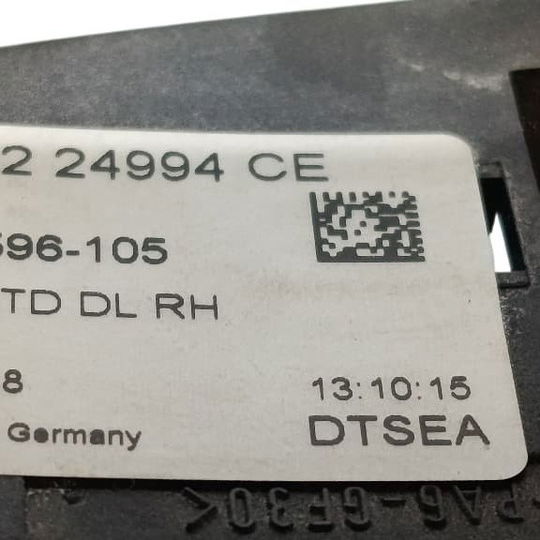 2 24994 CE
596-105
TD DL RH
8
13:10:15
Germany
DTSEA
PA6-GF30<